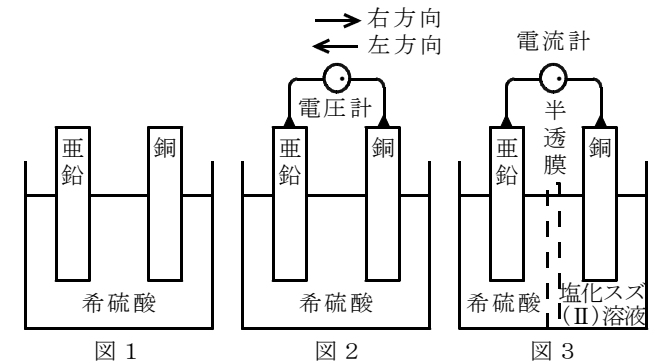 右方向
左方向
電圧計
電流計
亜鉛
銅
希硫酸
亜鉛
銅
希硫酸
亜鉛
半透膜
銅
希硫酸
塩化スズ
(Ⅱ)溶液
図1
図2
図3